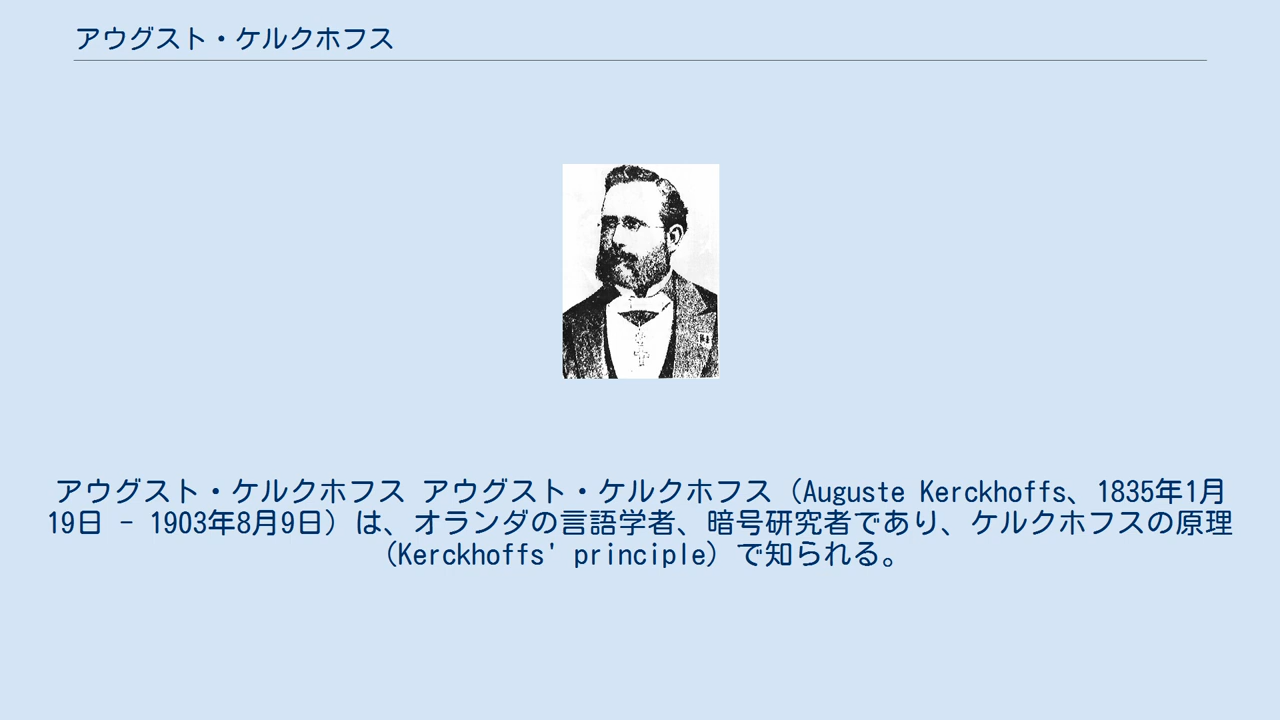 アウグスト・ケルクホフス
アウグスト・ケルクホフス アウグスト・ケルクホフス（Auguste Kerckhoffs、1835年1月
19日 - 1903年8月9日）は、オランダの言語学者、暗号研究者であり、ケルクホフスの原理
（Kerckhoffs' principle）で知られる。